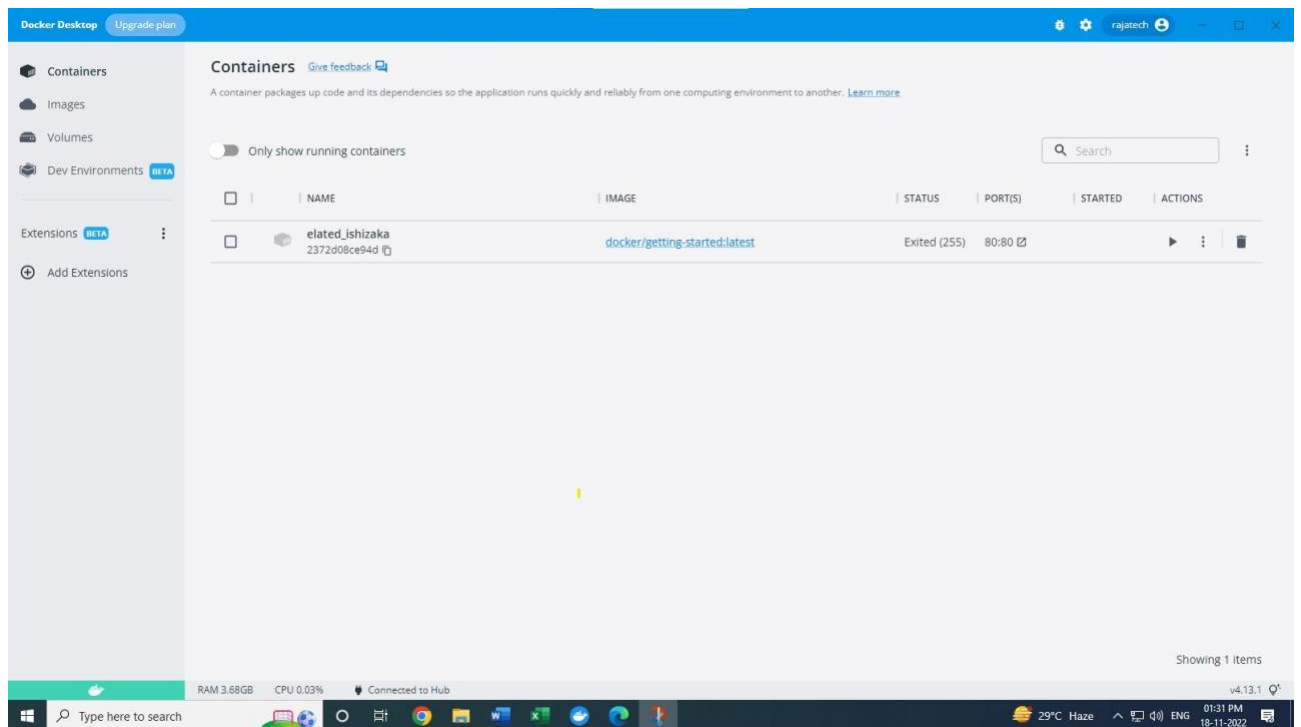 Docker Desktop Upgrade plan
rajatech
Containers
Images
Volumes
Dev Environments BETA
Extensions BETA
Add Extensions
Containers Give feedback
A container packages up code and its dependencies so the application runs quickly and reliably from one computing environment to another. Learn more
Only show running containers
Search
NAME IMAGE STATUS PORT(S) STARTED ACTIONS
elated_ishizaka
2372d08ce94d
docker/getting-started:latest Exited (255) 80:80
Showing 1 items
RAM 3.68GB CPU 0.03% Connected to Hub v4.13.1
Type here to search
29°C Haze ENG
01:31 PM
18-11-2022